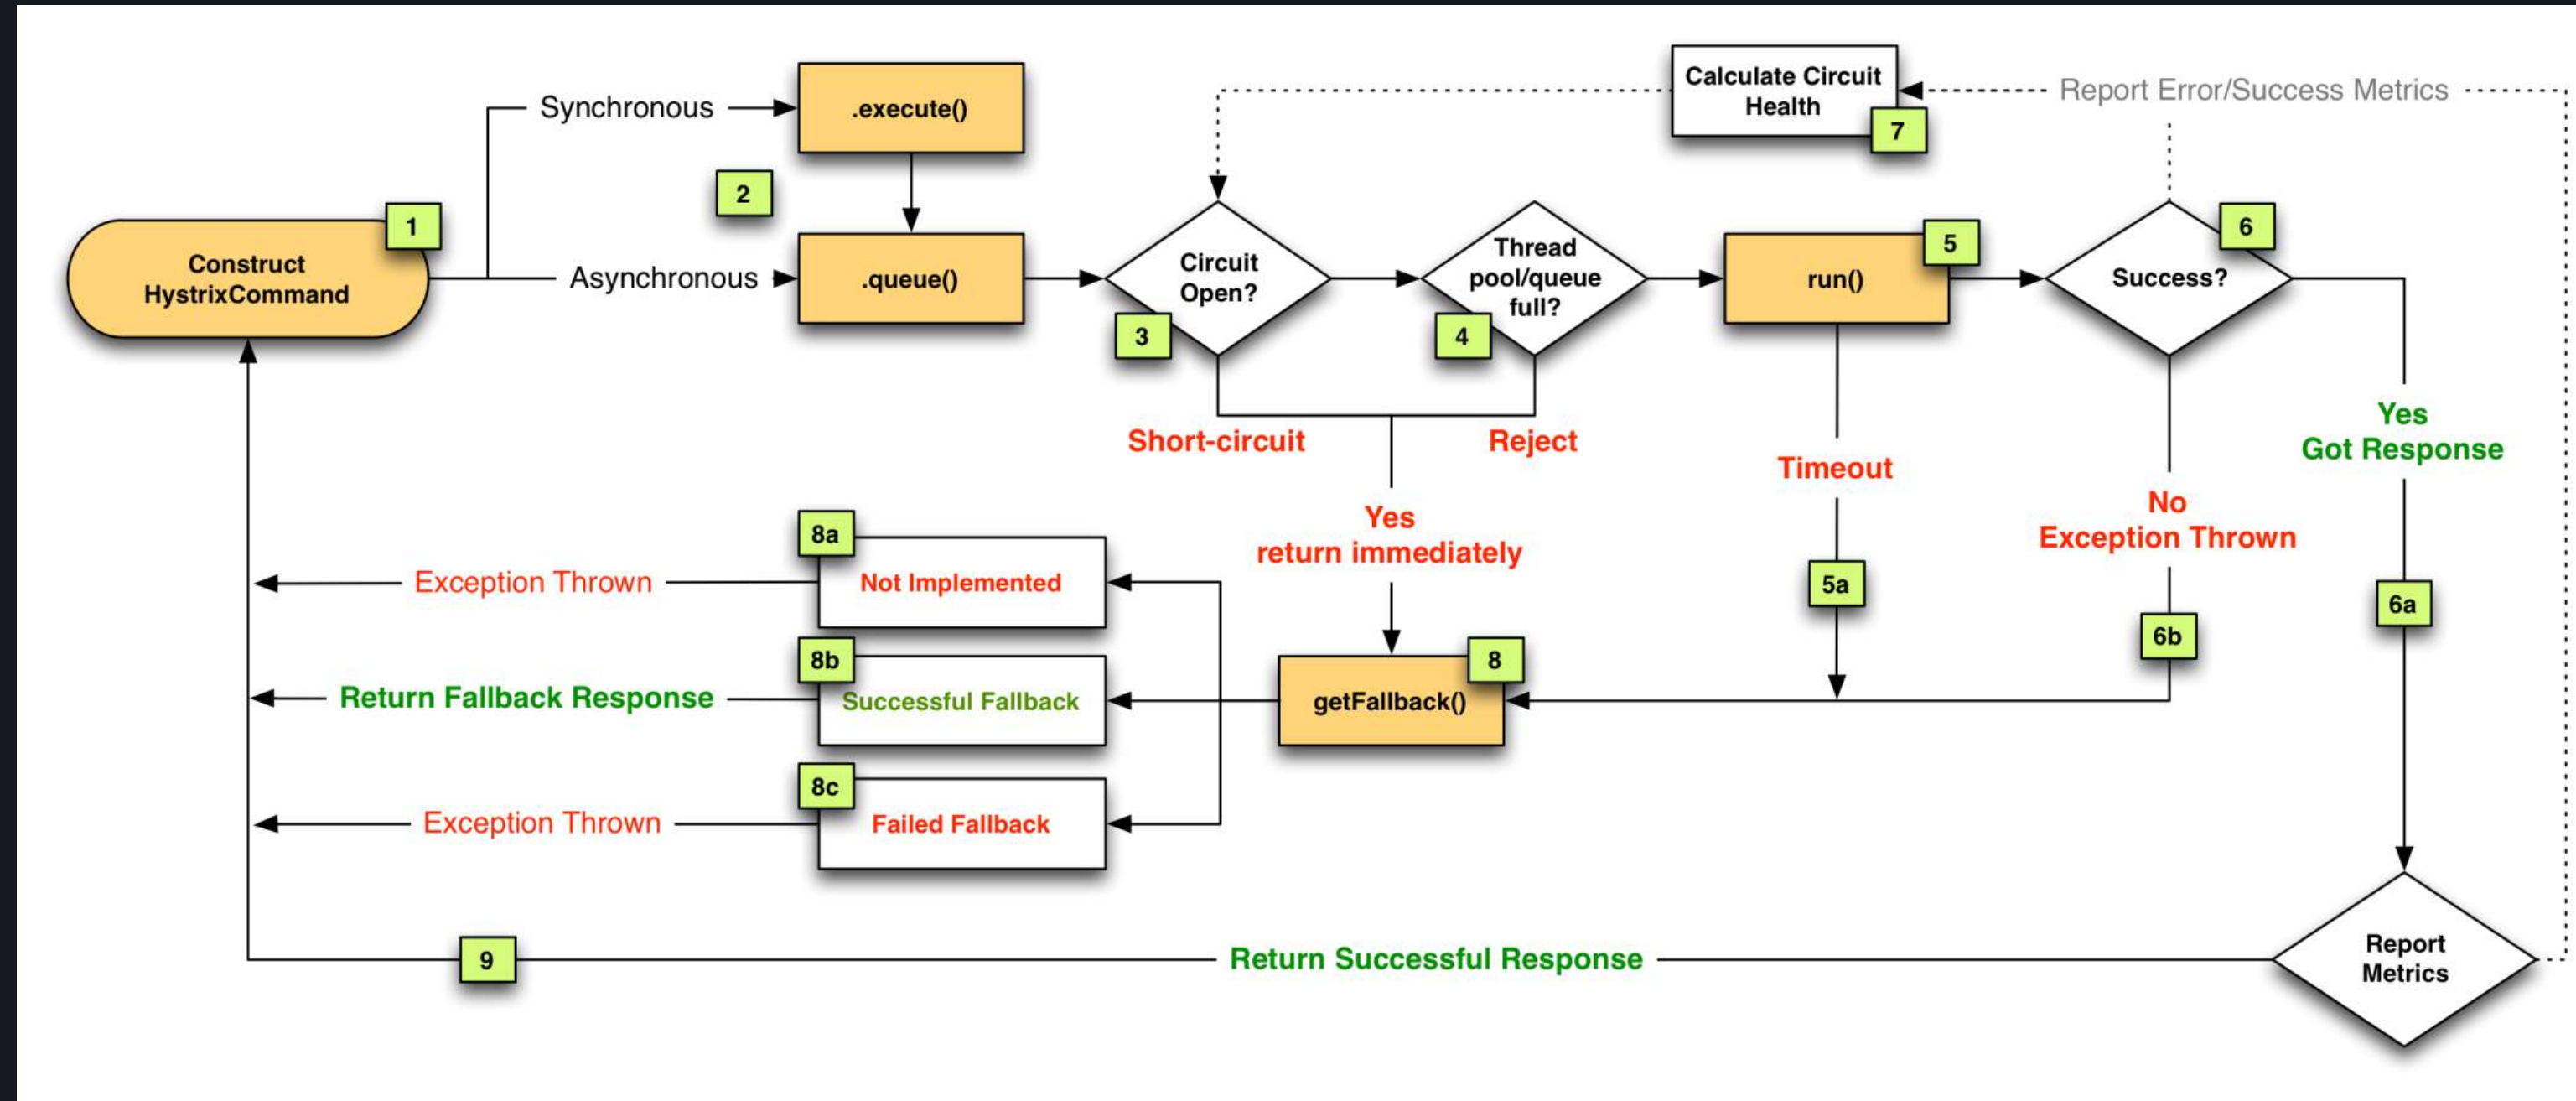 Calculate Circuit
Health
7
Report Error/Success Metrics
Synchronous
.execute()
2
1
Construct
HystrixCommand
Asynchronous
.queue()
Circuit
Open?
3
Thread
pool/queue
full?
4
run()
5
Success?
6
Short-circuit
Reject
Yes
return immediately
Timeout
5a
No
Exception Thrown
6b
Yes
Got Response
6a
8a
Not Implemented
Exception Thrown
8b
Successful Fallback
Return Fallback Response
8c
Failed Fallback
Exception Thrown
8
getFallback()
9
Return Successful Response
Report
Metrics